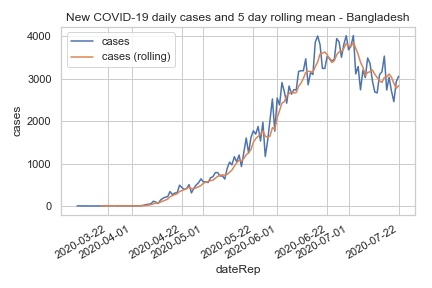 New COVID-19 daily cases and 5 day rolling mean - Bangladesh
cases
cases (rolling)
4000
3000
2000
1000
0
cases
2020-03-22
2020-04-01
2020-04-22
2020-05-01
2020-05-22
2020-06-01
2020-06-22
2020-07-01
2020-07-22
dateRep